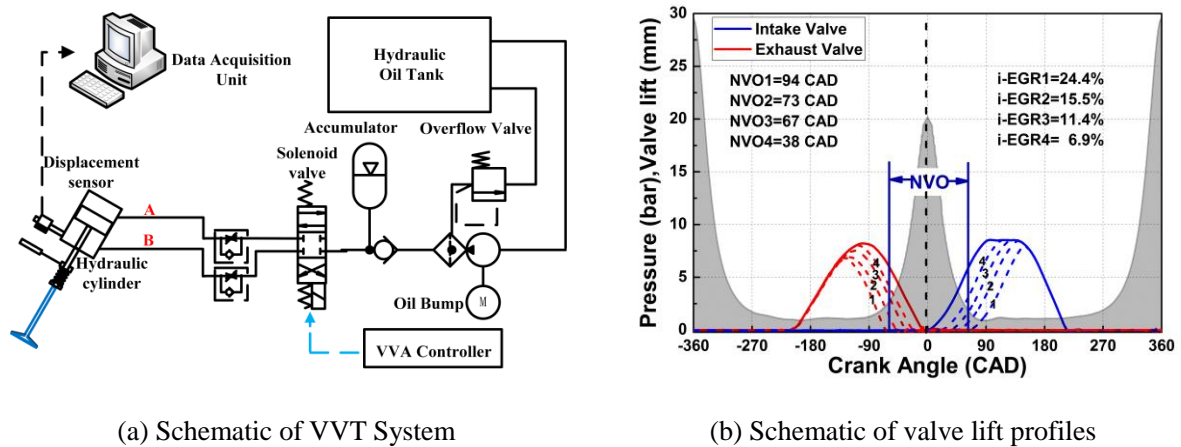 Data Acquisition
Unit
Hydraulic
Oil Tank
Accumulator
Overflow Valve
Solenoid
valve
Displacement
sensor
A
B
Hydraulic
cylinder
Oil Bump
M
VVA Controller
(a) Schematic of VVT System
Pressure (bar),Valve lift (mm)
30
25
20
15
10
5
0
Intake Valve
Exhaust Valve
NVO1=94 CAD
NVO2=73 CAD
NVO3=67 CAD
NVO4=38 CAD
i-EGR1=24.4%
i-EGR2=15.5%
i-EGR3=11.4%
i-EGR4= 6.9%
NVO
4
3
2
1
4
3
2
1
-360 -270 -180 -90 0 90 180 270 360
Crank Angle (CAD)
(b) Schematic of valve lift profiles